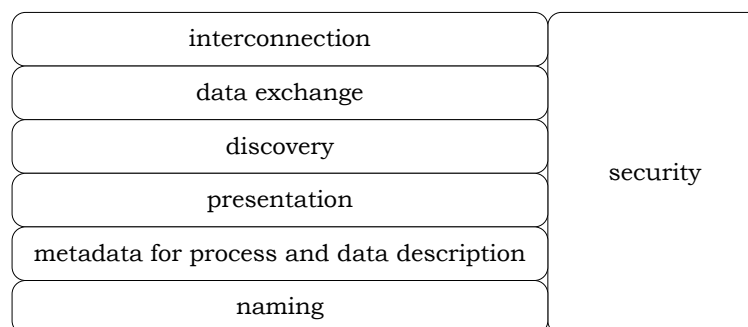 interconnection
data exchange
discovery
presentation
metadata for process and data description
naming
security